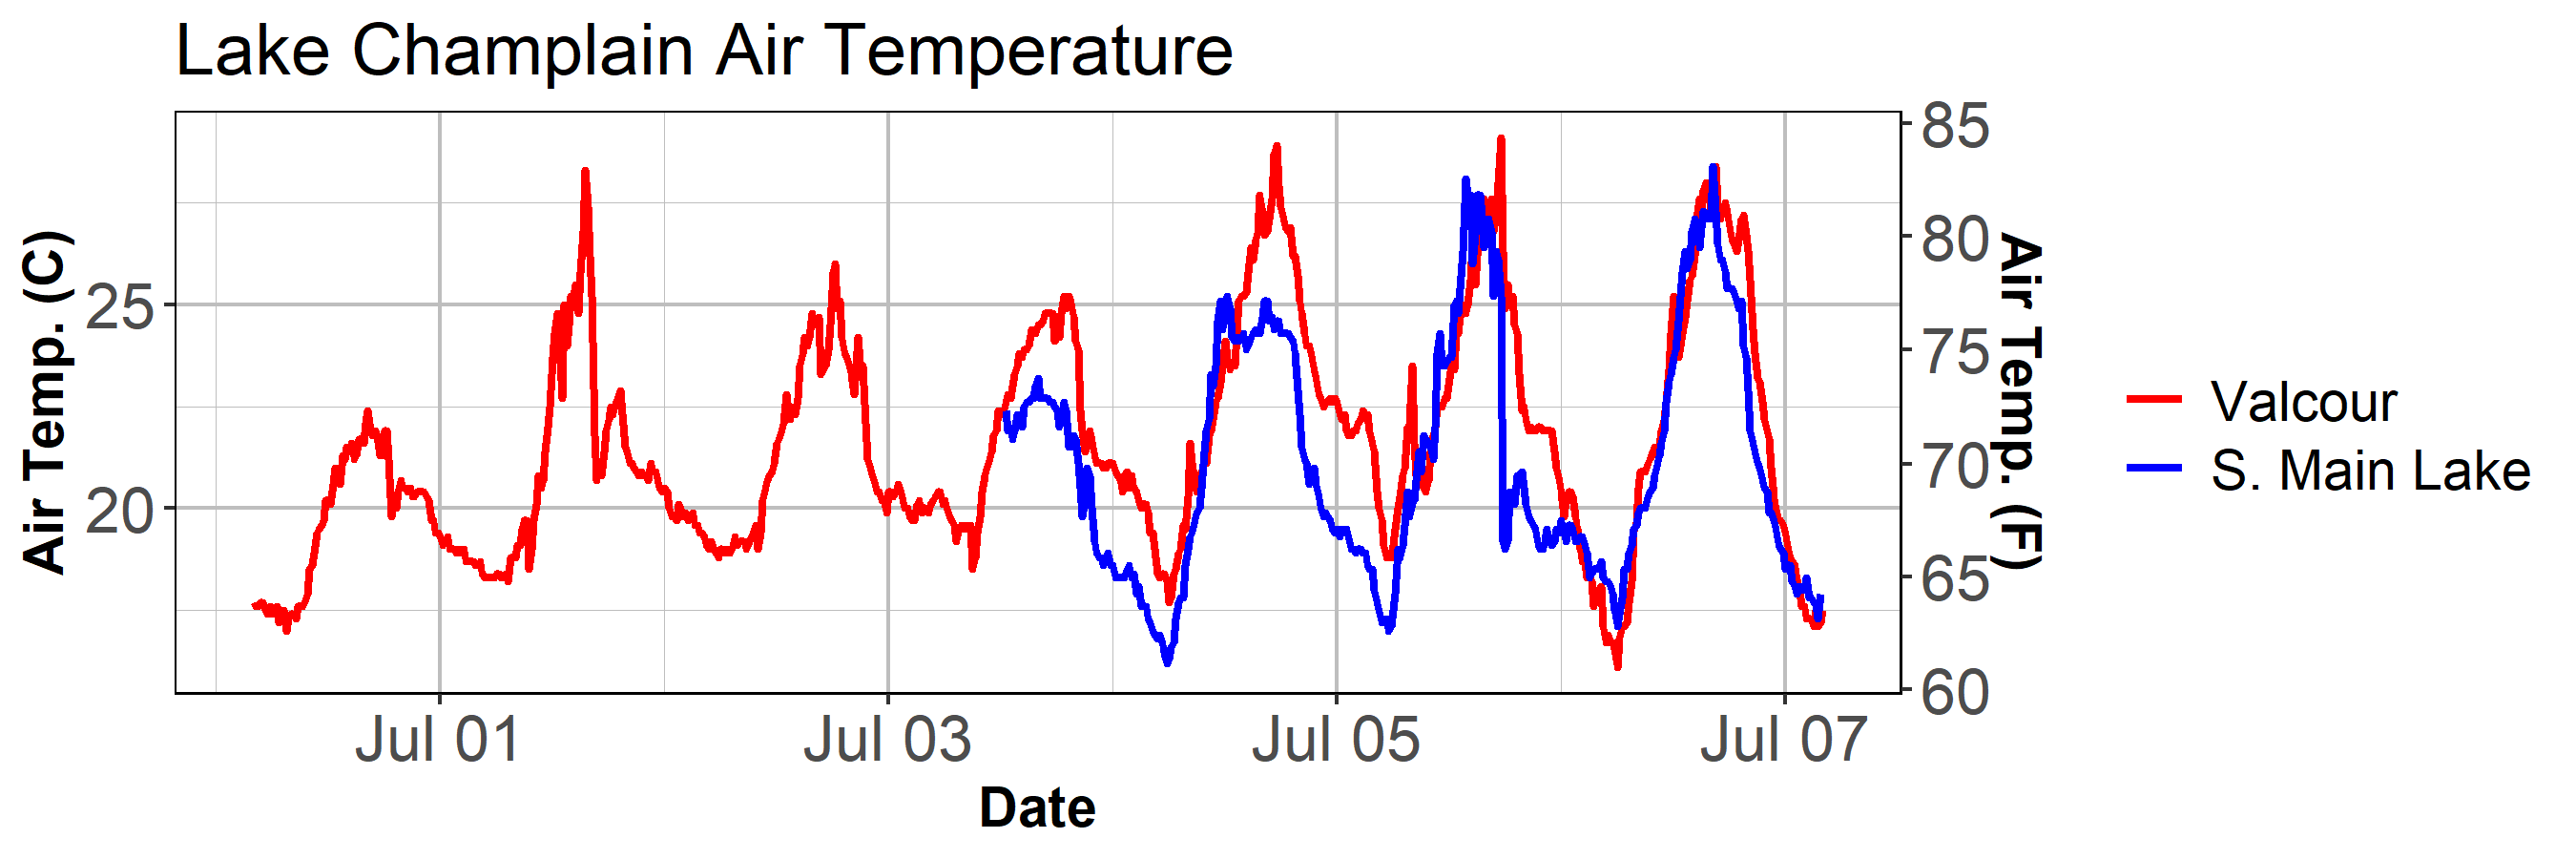 Lake Champlain Air Temperature
Air Temp. (C)
25
20
85
80
75
70
65
60
Air Temp. (F)
Valcour
S. Main Lake
Jul 01
Jul 03
Jul 05
Jul 07
Date